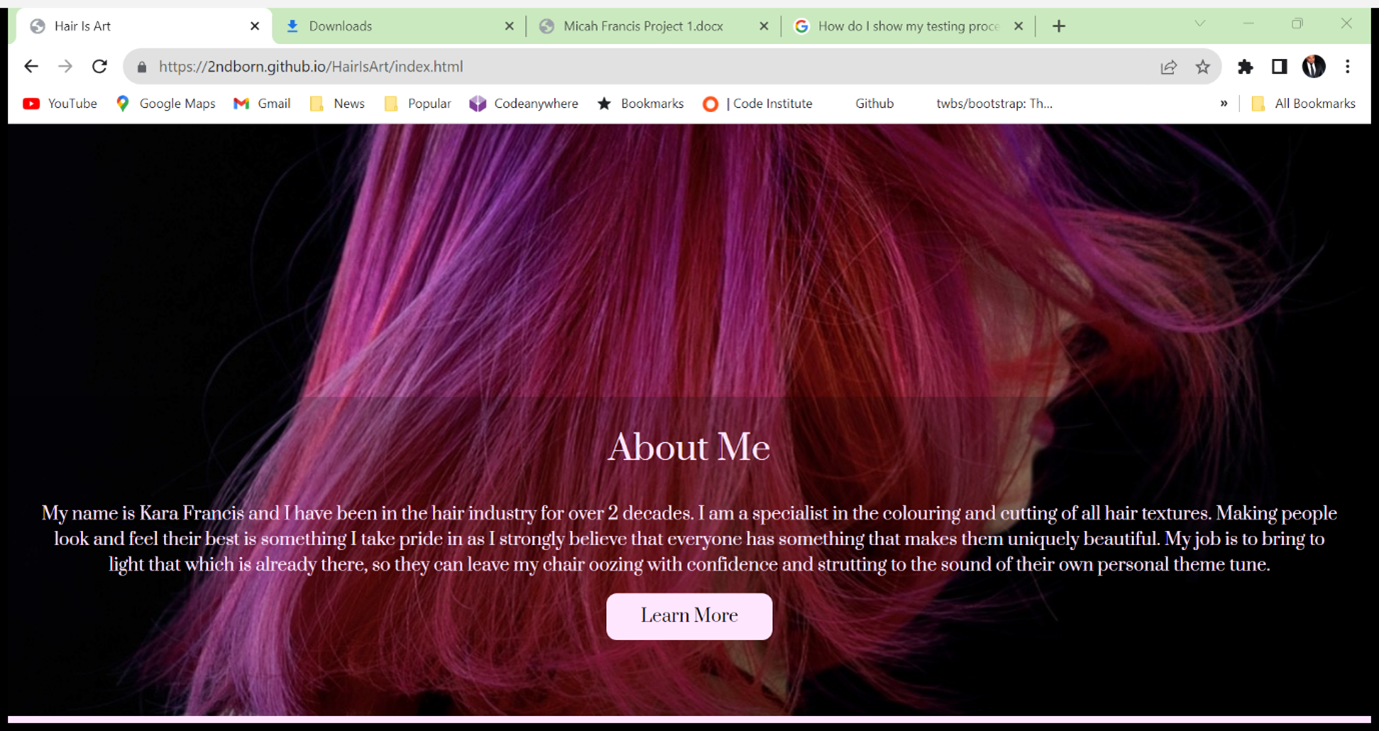 Hair Is Art
Downloads
Micah Francis Project 1.docx
How do I show my testing proce
https://2ndborn.github.io/HairIsArt/index.html
YouTube Google Maps Gmail News Popular Codeanywhere Bookmarks | Code Institute Github twbs/bootstrap: Th... » All Bookmarks
About Me
My name is Kara Francis and I have been in the hair industry for over 2 decades. I am a specialist in the colouring and cutting of all hair textures. Making people
look and feel their best is something I take pride in as I strongly believe that everyone has something that makes them uniquely beautiful. My job is to bring to
light that which is already there, so they can leave my chair oozing with confidence and strutting to the sound of their own personal theme tune.
Learn More